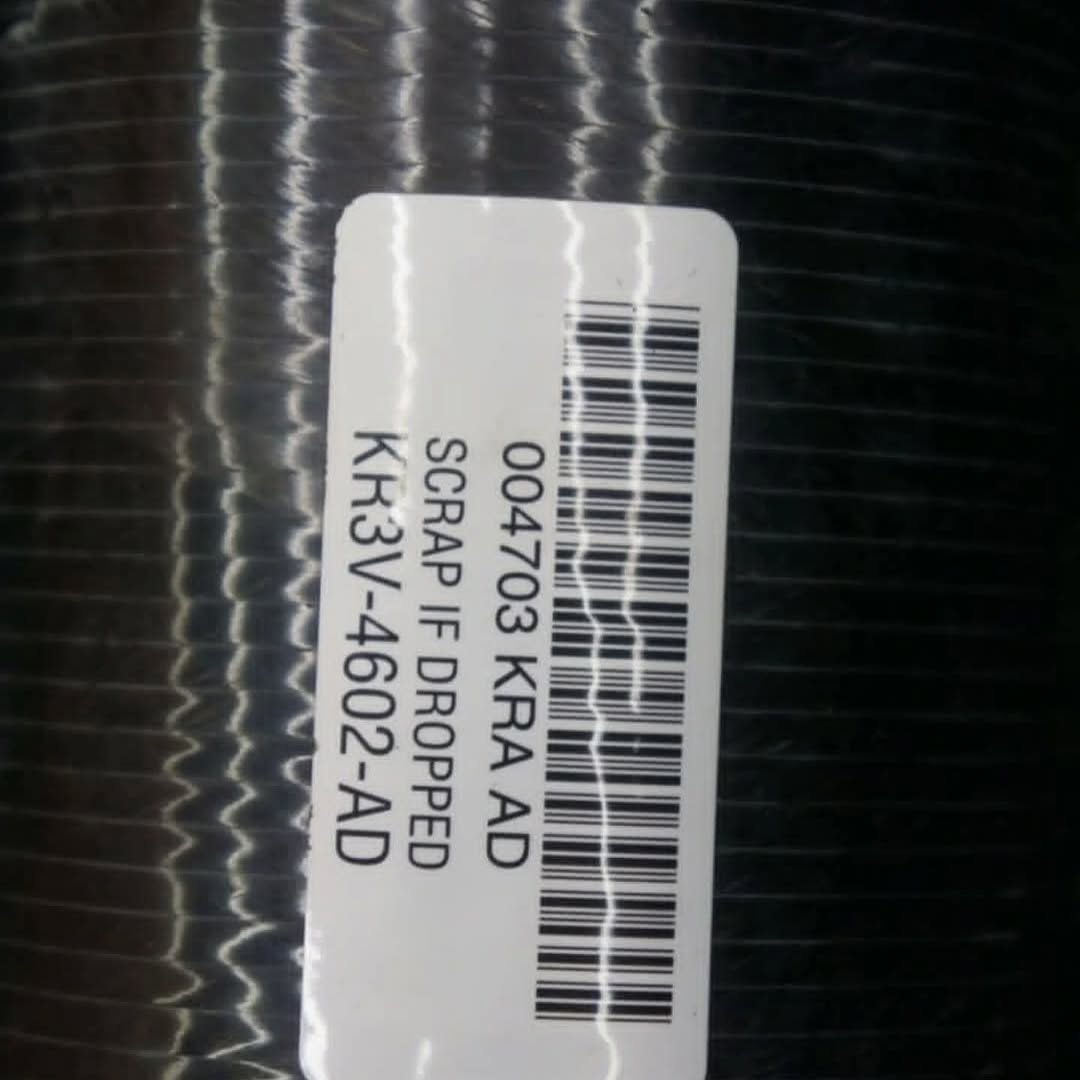 004703 KRA AD
SCRAP IF DROPPED
KR3V-4602-AD